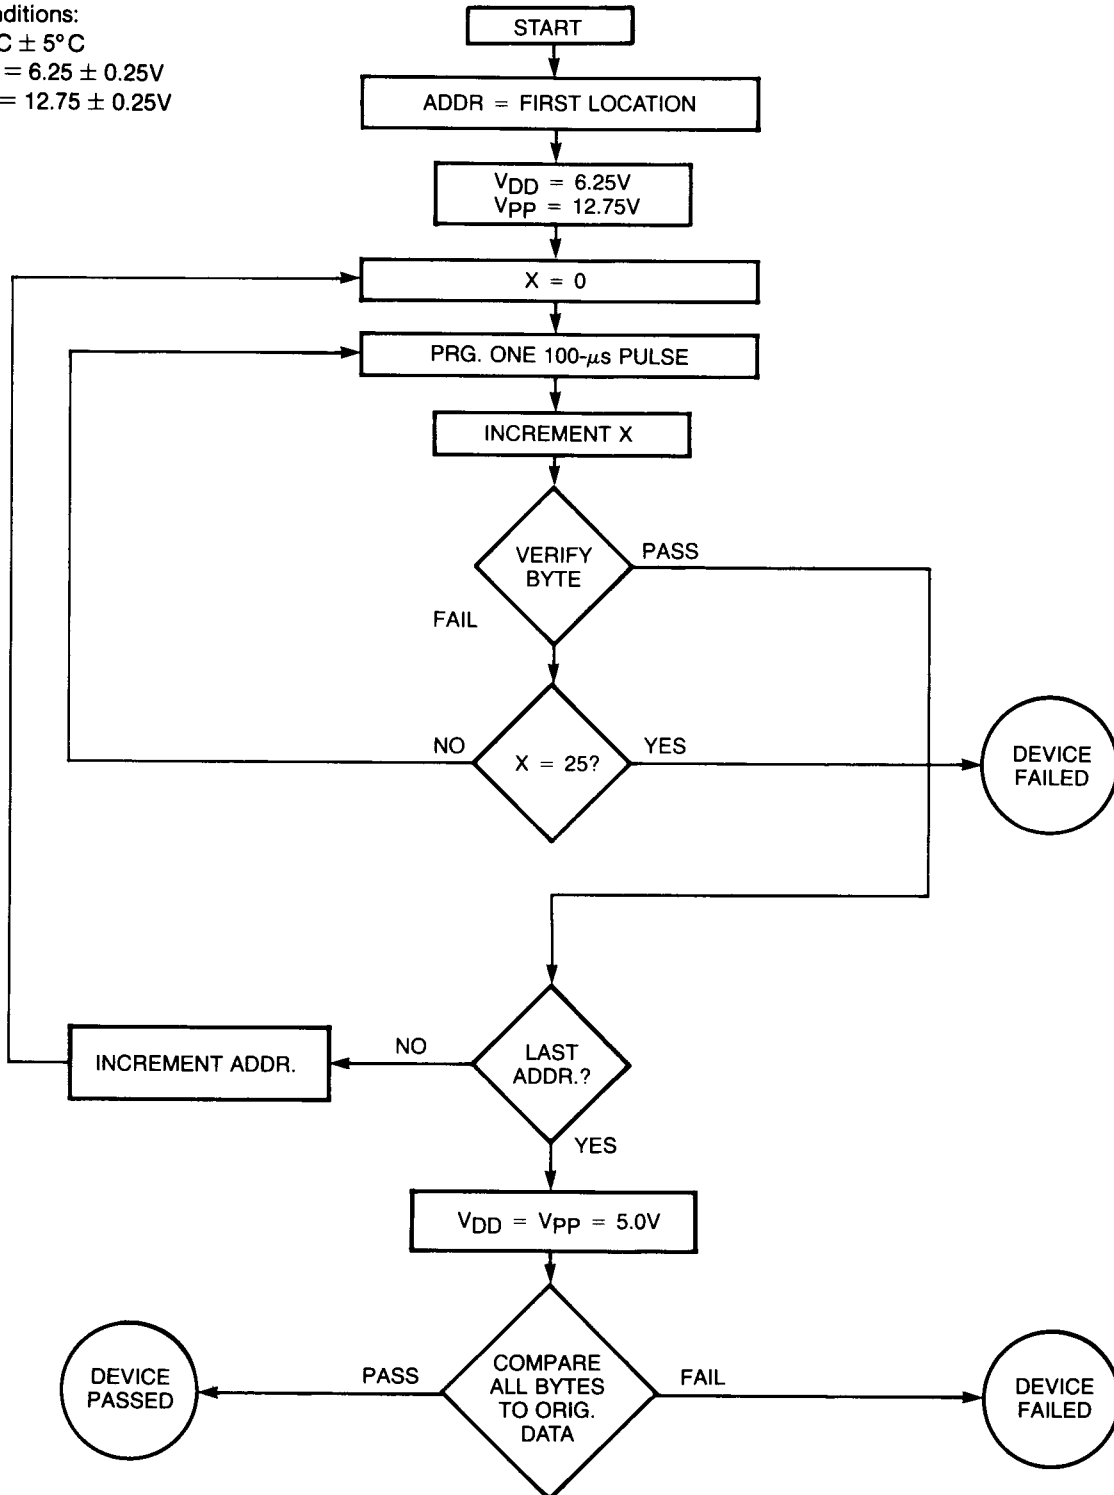 nditions:
C ± 5°C
= 6.25 ± 0.25V
= 12.75 ± 0.25V
START
ADDR = FIRST LOCATION
VDD = 6.25V
VPP = 12.75V
X = 0
PRG. ONE 100-μs PULSE
INCREMENT X
VERIFY
BYTE
PASS
FAIL
NO
X = 25?
YES
DEVICE
FAILED
INCREMENT ADDR.
NO
LAST
ADDR.?
YES
VDD = VPP = 5.0V
DEVICE
PASSED
PASS
COMPARE
ALL BYTES
TO ORIG.
DATA
FAIL
DEVICE
FAILED